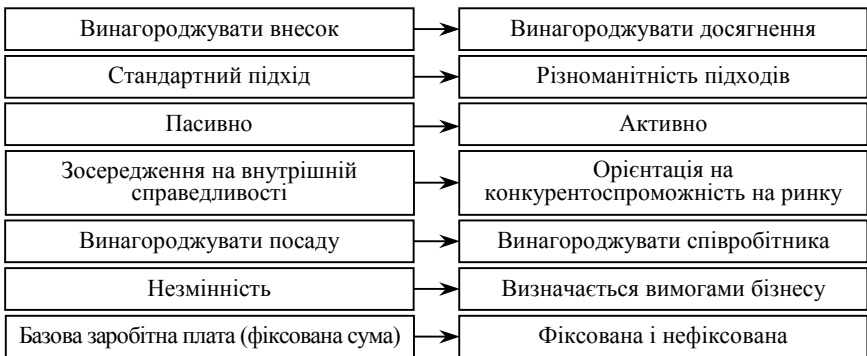 Винагороджувати внесок
Винагороджувати досягнення
Стандартний підхід
Різноманітність підходів
Пасивно
Активно
Зосередження на внутрішній
справедливості
Орієнтація на
конкурентоспроможність на ринку
Винагороджувати посаду
Винагороджувати співробітника
Незмінність
Визначається вимогами бізнесу
Базова заробітна плата (фіксована сума)
Фіксована і нефіксована